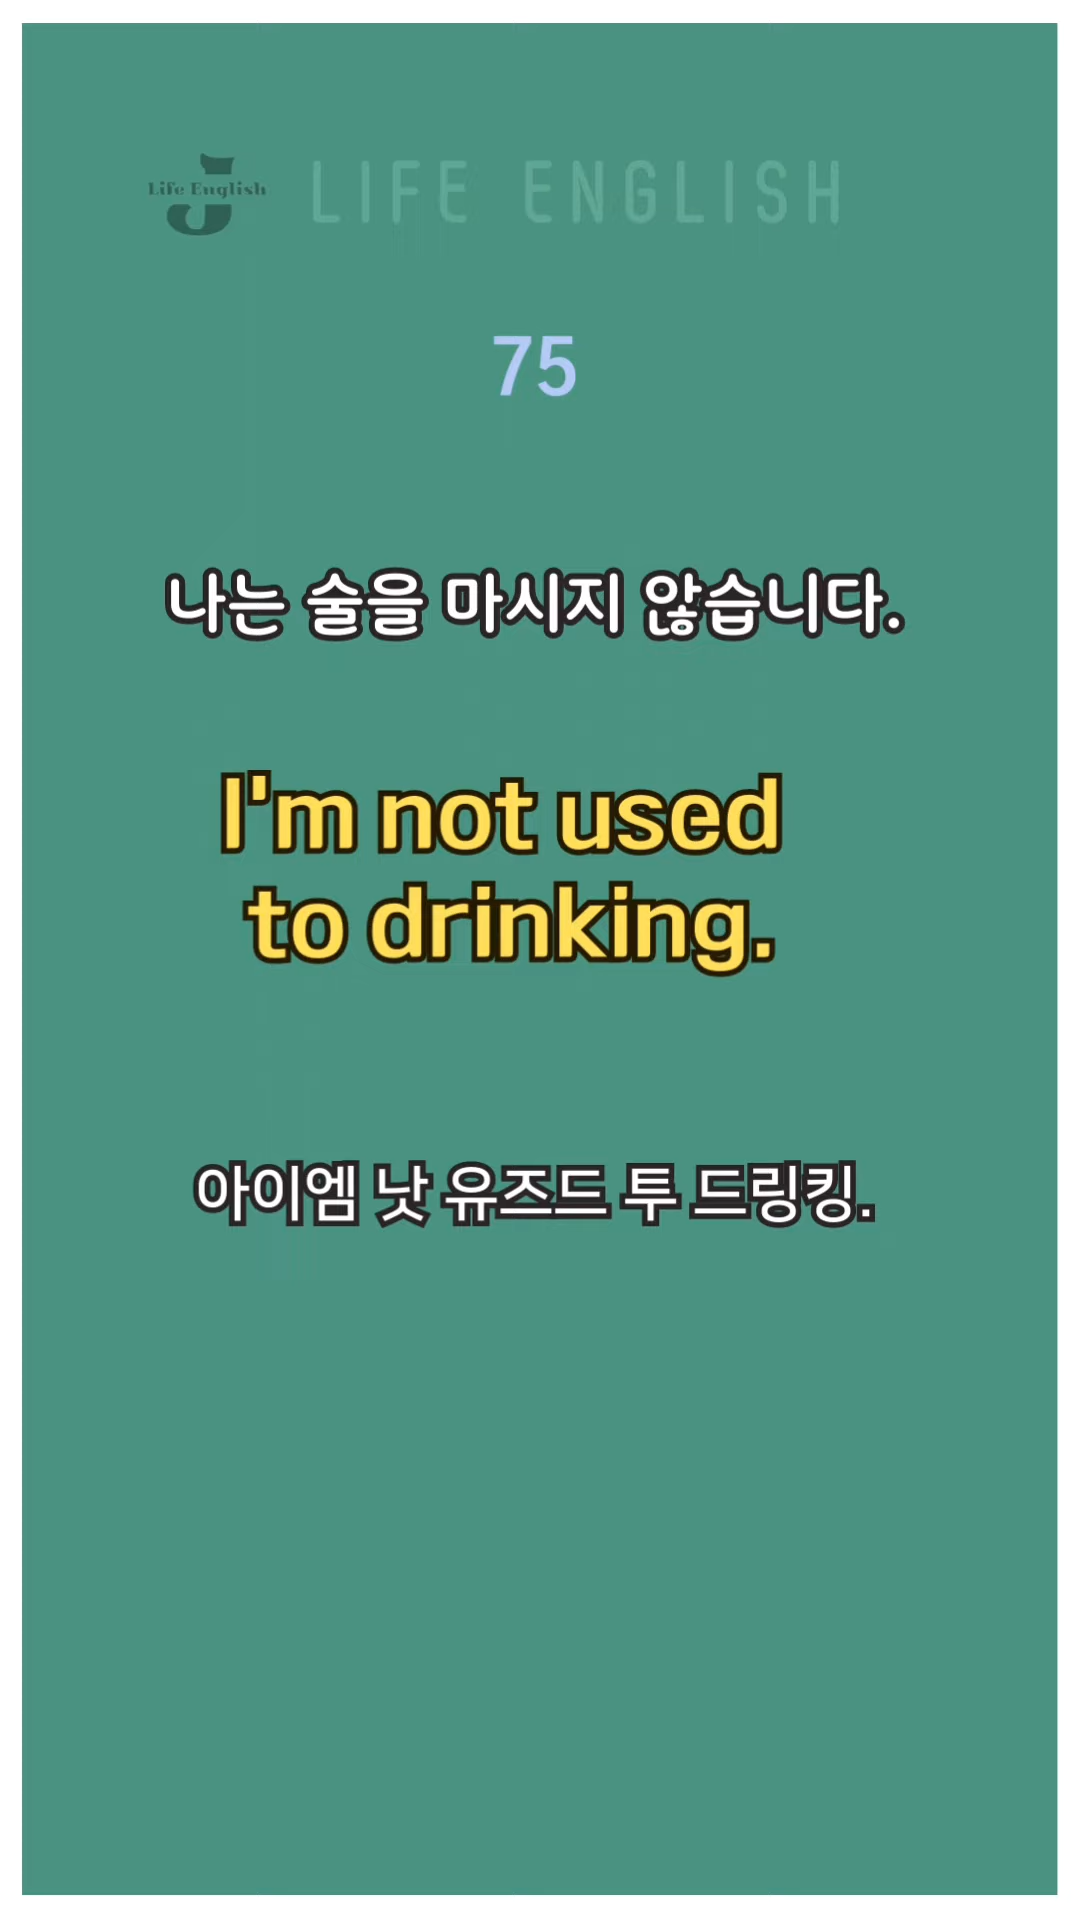 Life English
LIFE ENGLISH
75
나는 술을 마시지 않습니다.
I'm not used
to drinking.
아이엠 낫 유즈드 투 드링킹.